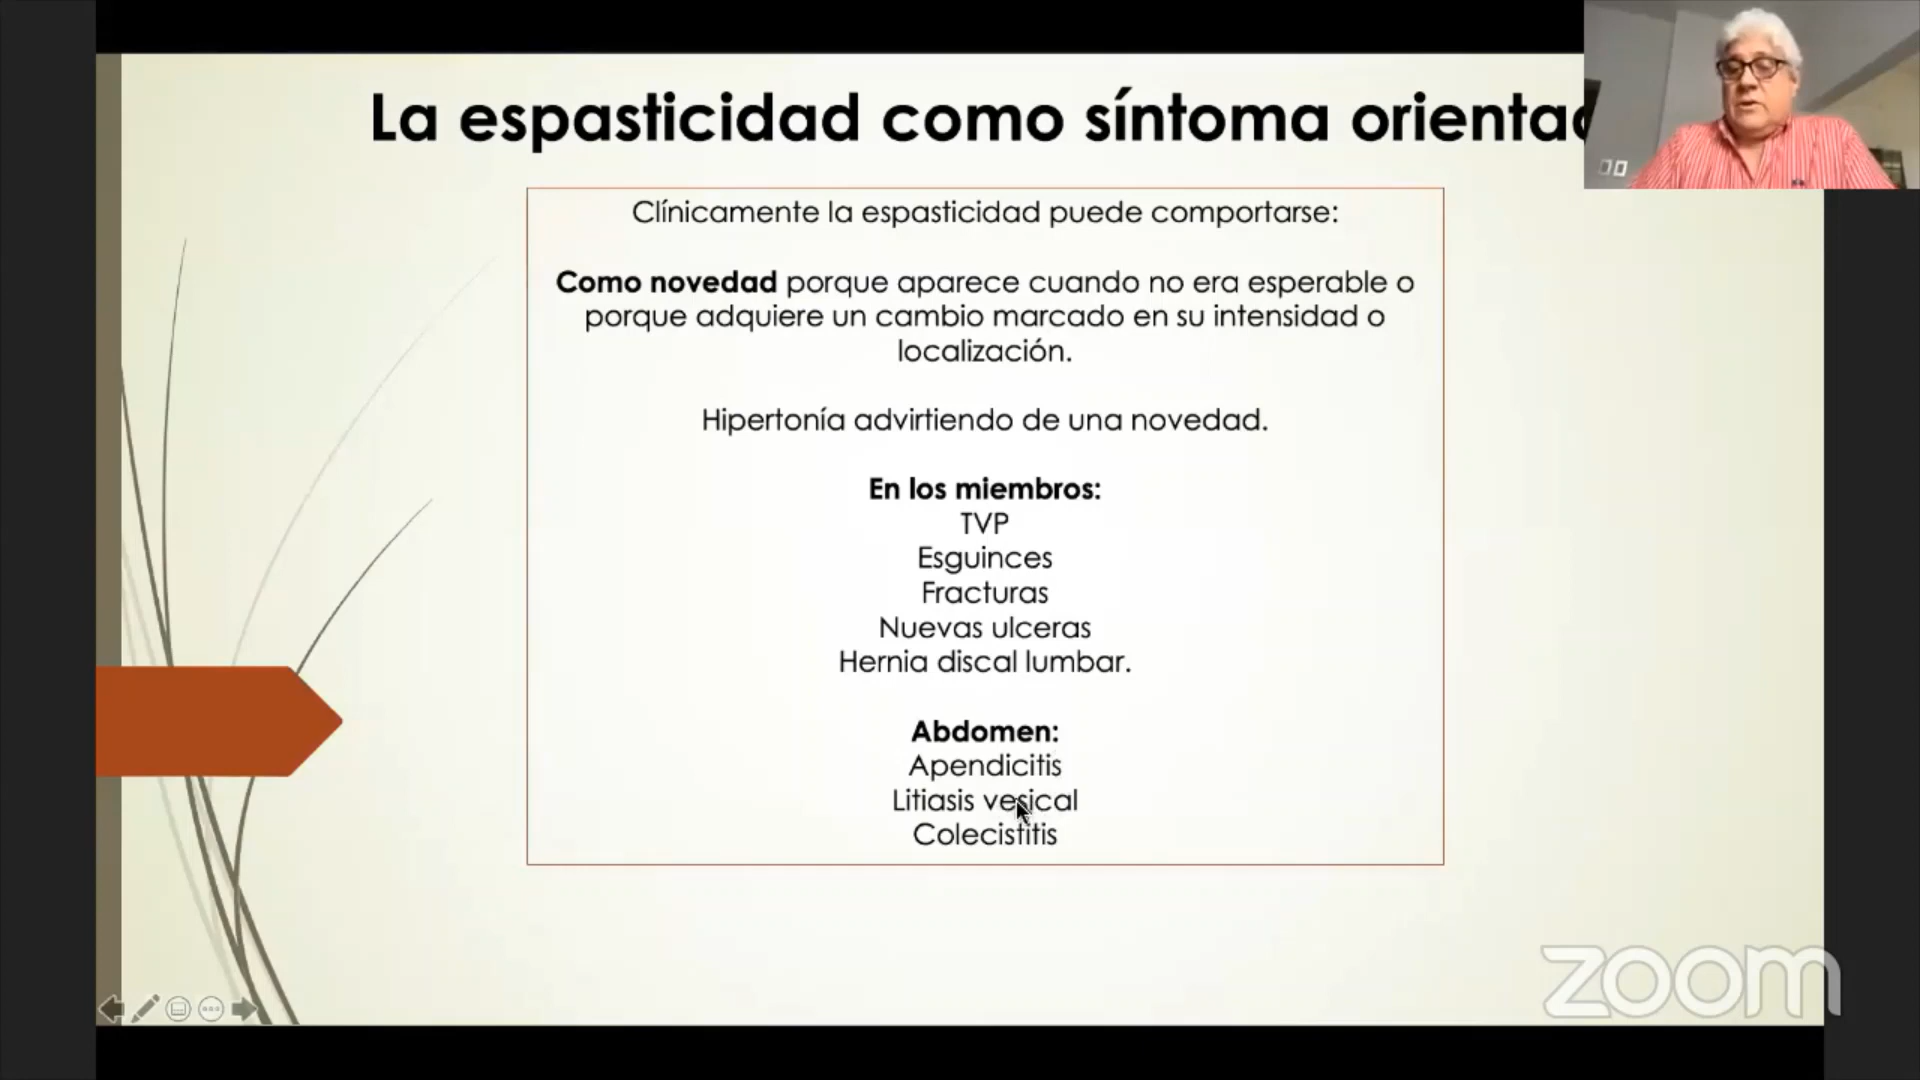 La espasticidad como síntoma
Clínicamente la espasticidad puede comportarse:
Como novedad porque aparece cuando no era esperable o
porque adquiere un cambio marcado en su intensidad o
localización.
Hipertonía advirtiendo de una novedad.
En los miembros:
TVP
Esguinces
Fracturas
Nuevas ulceras
Hernia discal lumbar.
Abdomen:
Apendicitis
Litiasis vesical
Colecistitis
zoom